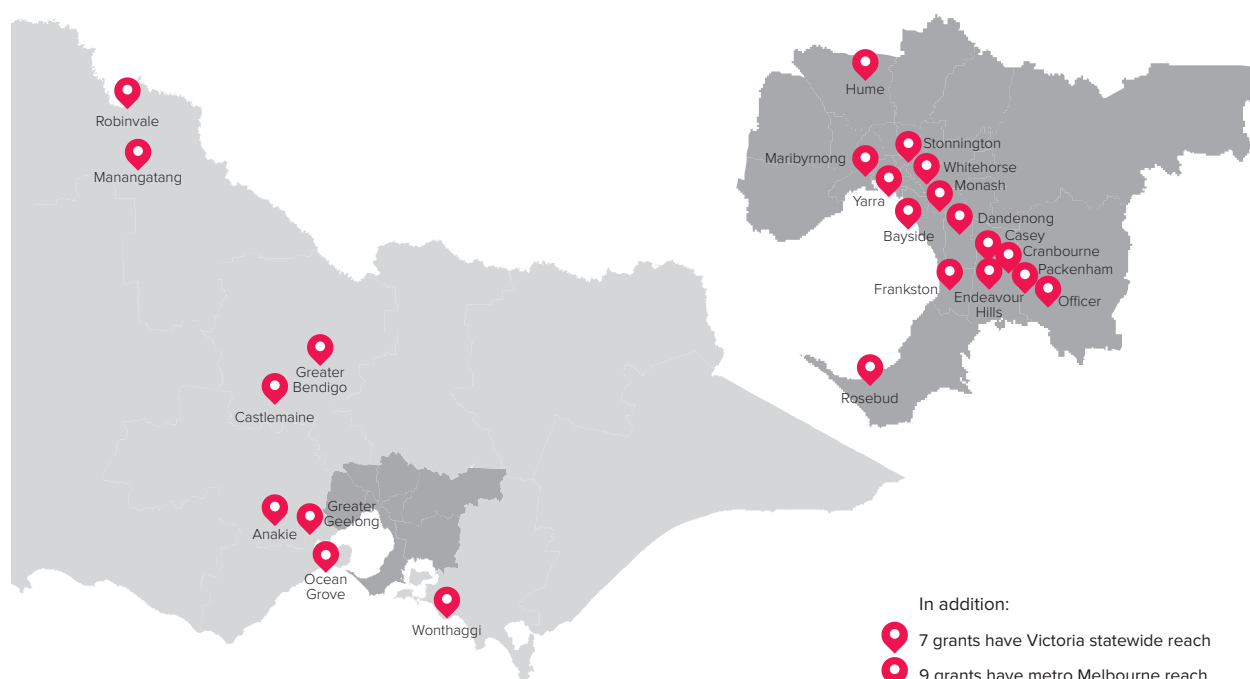 Robinvale
Manangatang
Greater
Bendigo
Castlemaine
Anakie
Greater
Geelong
Ocean
Grove
Wonthaggi
Hume
Stonnington
Maribyrnong
Whitehorse
Monash
Yarra
Bayside
Dandenong
Casey
Cranbourne
Packenham
Frankston
Endeavour
Hills
Officer
Rosebud
In addition:
7 grants have Victoria statewide reach
9 grants have metro Melbourne reach